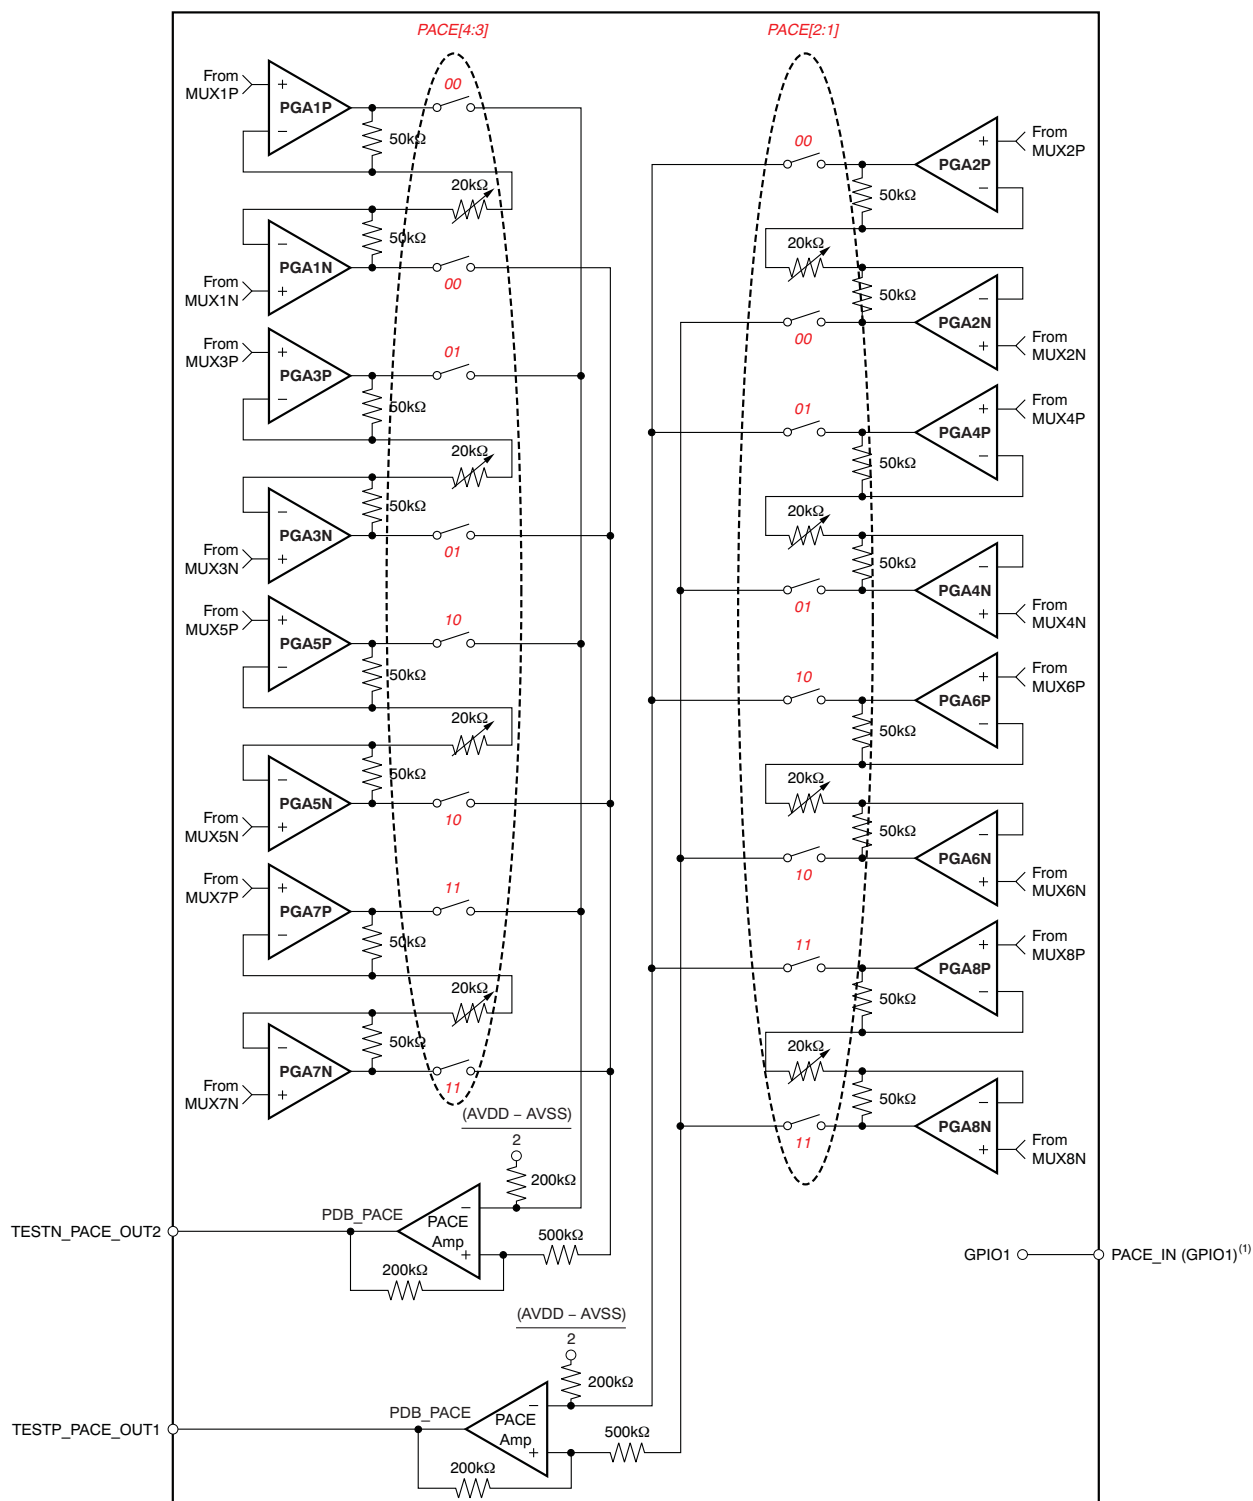 PACE[4:3]
PACE[2:1]
From
MUX1P
+
PGA1P
−
00
50kΩ
20kΩ
50kΩ
−
PGA1N
+
From
MUX1N
00
From
MUX3P
+
PGA3P
−
01
50kΩ
20kΩ
50kΩ
−
PGA3N
+
From
MUX3N
01
From
MUX5P
+
PGA5P
−
10
50kΩ
20kΩ
50kΩ
−
PGA5N
+
From
MUX5N
10
From
MUX7P
+
PGA7P
−
11
50kΩ
20kΩ
50kΩ
−
PGA7N
+
From
MUX7N
11
00
+
PGA2P
−
From
MUX2P
50kΩ
20kΩ
50kΩ
−
PGA2N
+
From
MUX2N
00
01
+
PGA4P
−
From
MUX4P
50kΩ
20kΩ
50kΩ
−
PGA4N
+
From
MUX4N
01
10
+
PGA6P
−
From
MUX6P
50kΩ
20kΩ
50kΩ
−
PGA6N
+
From
MUX6N
10
11
+
PGA8P
−
From
MUX8P
50kΩ
20kΩ
50kΩ
−
PGA8N
+
From
MUX8N
11
(AVDD − AVSS)
2
200kΩ
PDB_PACE
−
PACE
Amp
+
500kΩ
200kΩ
TESTN_PACE_OUT2
GPIO1
PACE_IN (GPIO1)(1)
(AVDD − AVSS)
2
200kΩ
PDB_PACE
−
PACE
Amp
+
500kΩ
200kΩ
TESTP_PACE_OUT1